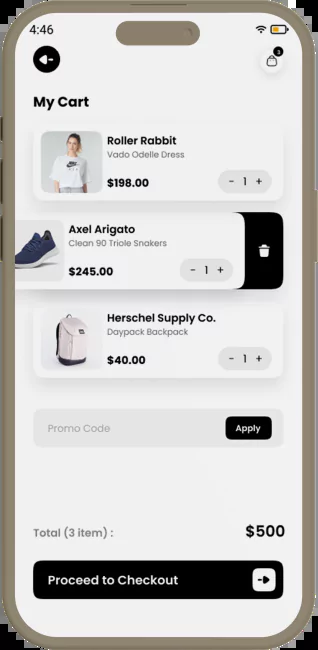 4:46
3
My Cart
Roller Rabbit
Vado Odelle Dress
$198.00
- 1 +
Axel Arigato
Clean 90 Triole Snakers
$245.00
- 1 +
Herschel Supply Co.
Daypack Backpack
$40.00
- 1 +
Promo Code
Apply
Total (3 item) :
$500
Proceed to Checkout